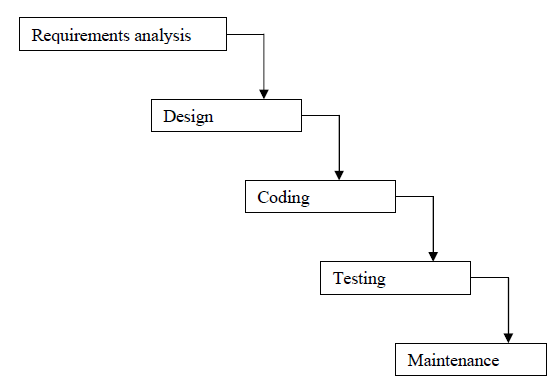 Requirements analysis
Design
Coding
Testing
Maintenance